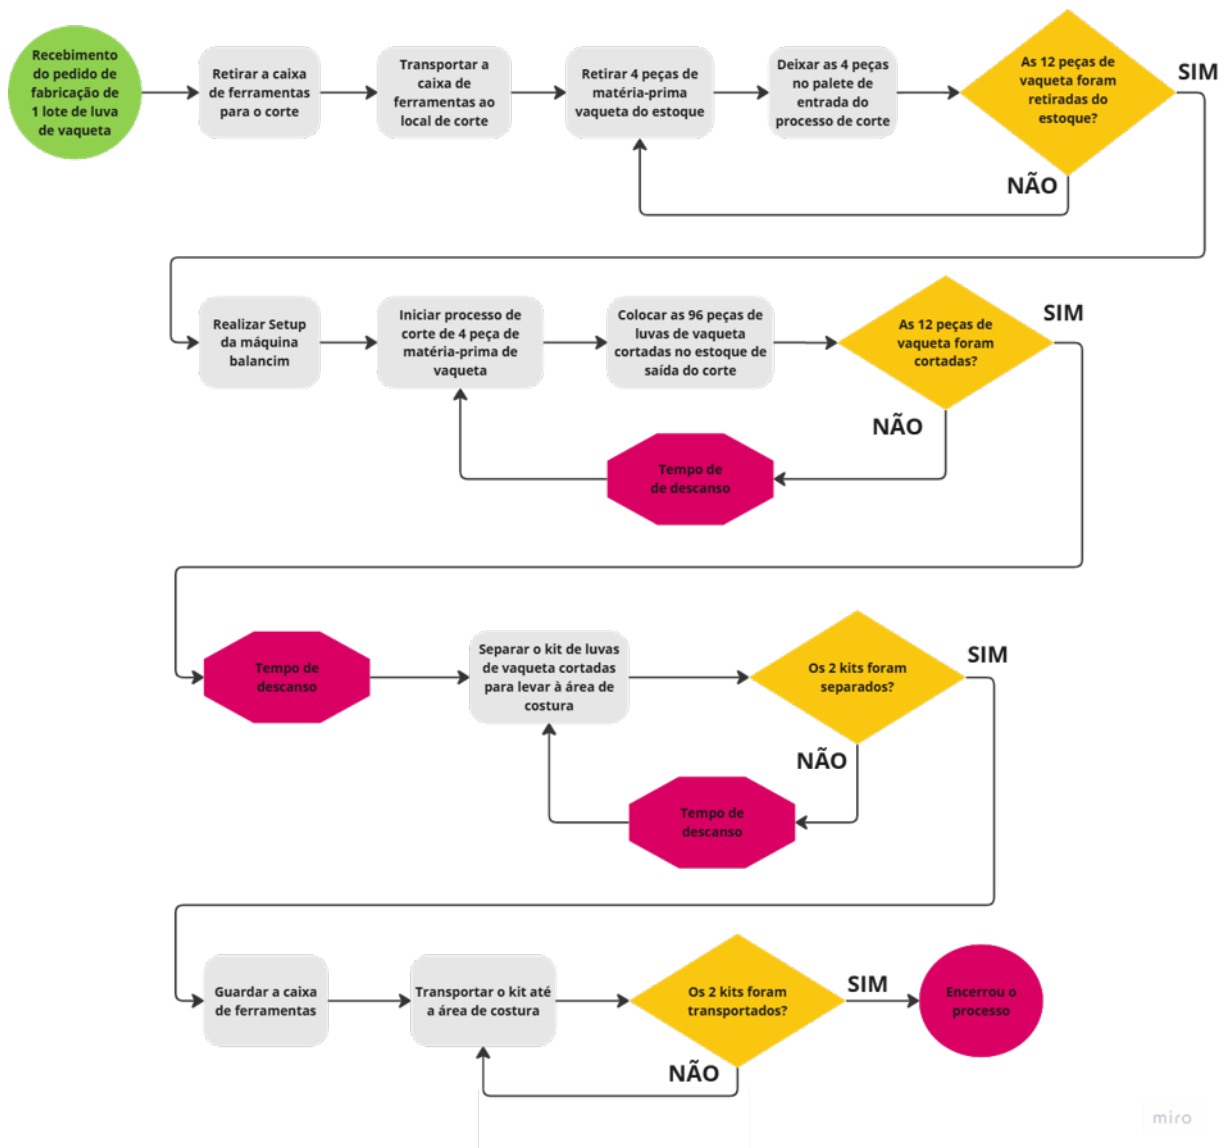 Recebimento
do pedido de
fabricação de
1 lote de luva
de vaqueta
Retirar a caixa
de ferramentas
para o corte
Transportar a
caixa de
ferramentas ao
local de corte
Retirar 4 peças de
matéria-prima
vaqueta do estoque
Deixar as 4 peças
no palete de
entrada do
processo de corte
As 12 peças de
vaqueta foram
retiradas do
estoque?
SIM
NÃO
Realizar Setup
da máquina
balancim
Iniciar processo de
corte de 4 peça de
matéria-prima de
vaqueta
Colocar as 96 peças de
luvas de vaqueta
cortadas no estoque de
saída do corte
As 12 peças de
vaqueta foram
cortadas?
SIM
NÃO
Tempo de
de descanso
Tempo de
descanso
Separar o kit de luvas
de vaqueta cortadas
para levar à área de
costura
Os 2 kits foram
separados?
SIM
NÃO
Tempo de
descanso
Guardar a caixa
de ferramentas
Transportar o kit até
a área de costura
Os 2 kits foram
transportados?
SIM
NÃO
Encerrou o
processo
miro